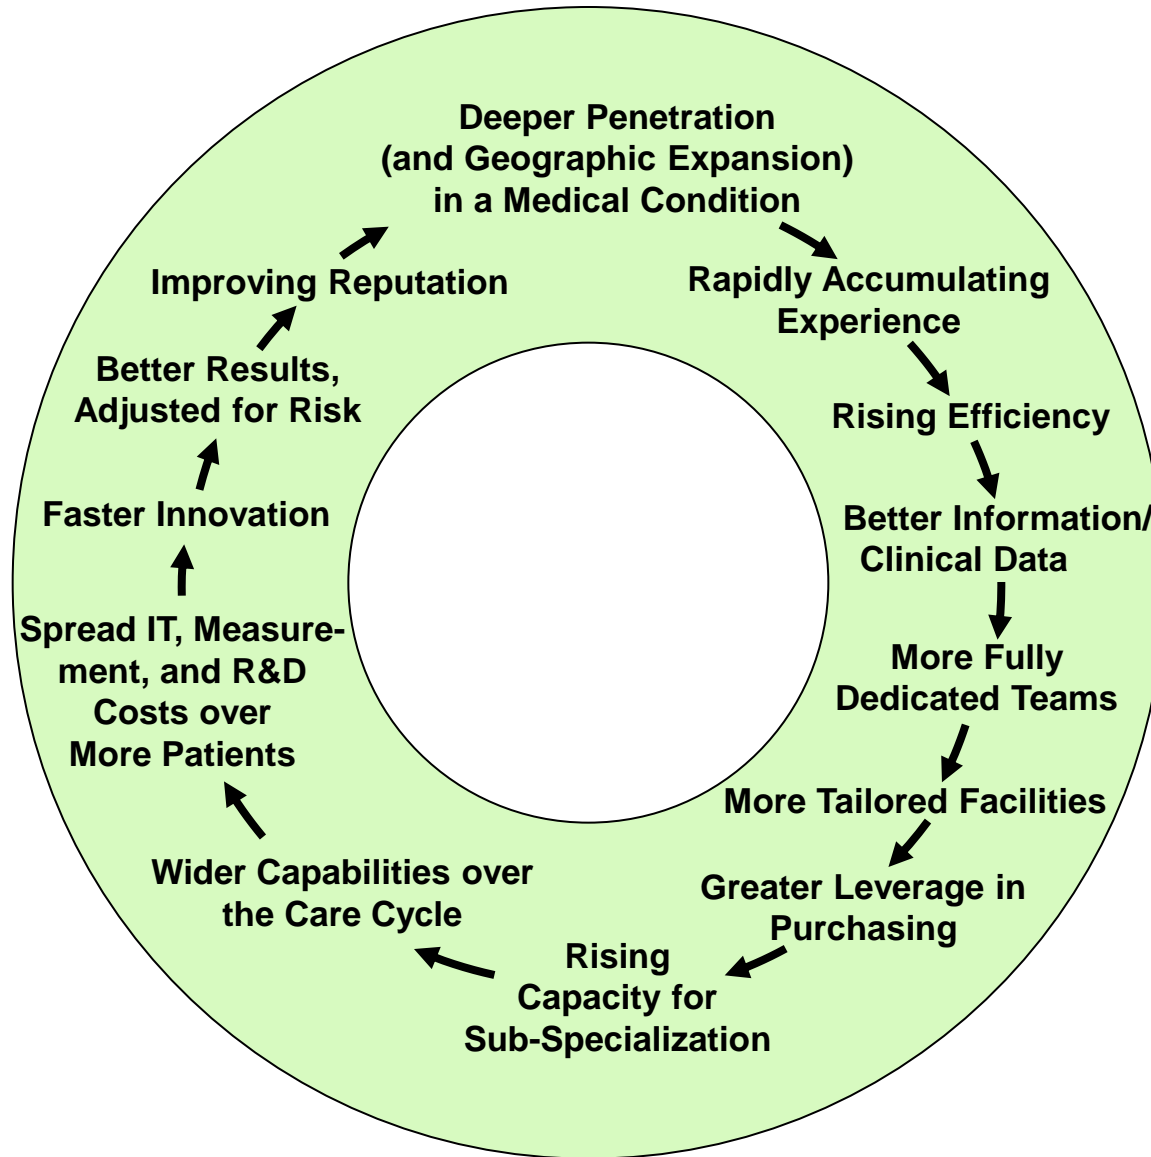 Deeper Penetration
(and Geographic Expansion)
in a Medical Condition
Rapidly Accumulating
Experience
Rising Efficiency
Better Information/
Clinical Data
More Fully
Dedicated Teams
More Tailored Facilities
Greater Leverage in
Purchasing
Rising
Capacity for
Sub-Specialization
Wider Capabilities over
the Care Cycle
Spread IT, Measure-
ment, and R&D
Costs over
More Patients
Faster Innovation
Better Results,
Adjusted for Risk
Improving Reputation